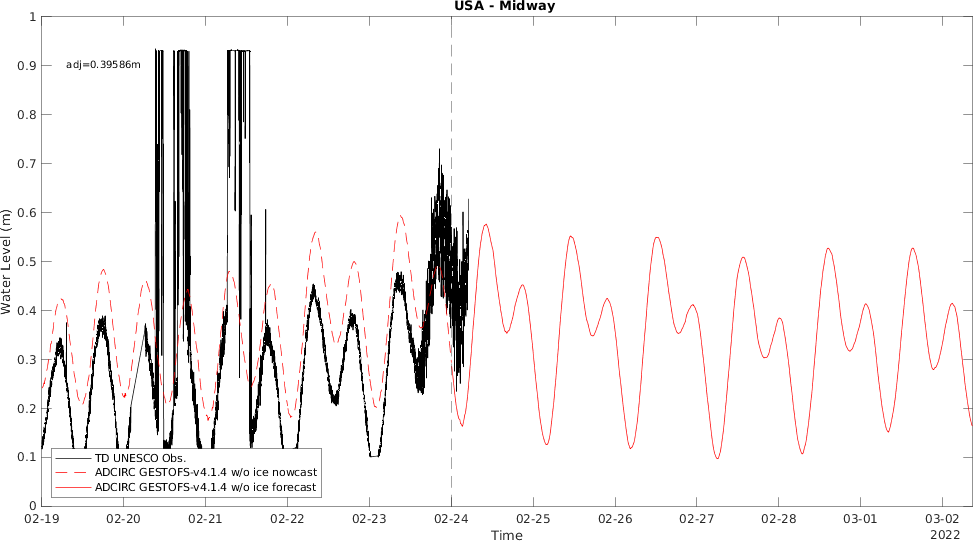 USA - Midway
1
0.9
0.8
0.7
0.6
0.5
0.4
0.3
0.2
0.1
0
Water Level (m)
adj=0.39586m
TD UNESCO Obs.
ADCIRC GESTOFS-v4.1.4 w/o ice nowcast
ADCIRC GESTOFS-v4.1.4 w/o ice forecast
02-19 02-20 02-21 02-22 02-23 02-24 02-25 02-26 02-27 02-28 03-01 03-02
2022
Time